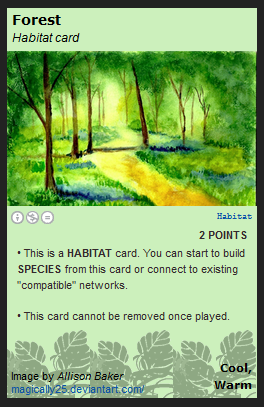 Forest
Habitat card
Habitat
2 POINTS
• This is a HABITAT card. You can start to build
SPECIES from this card or connect to existing
"compatible" networks.
• This card cannot be removed once played.
Cool,
Warm
Image by Allison Baker
magically25.deviantart.com/